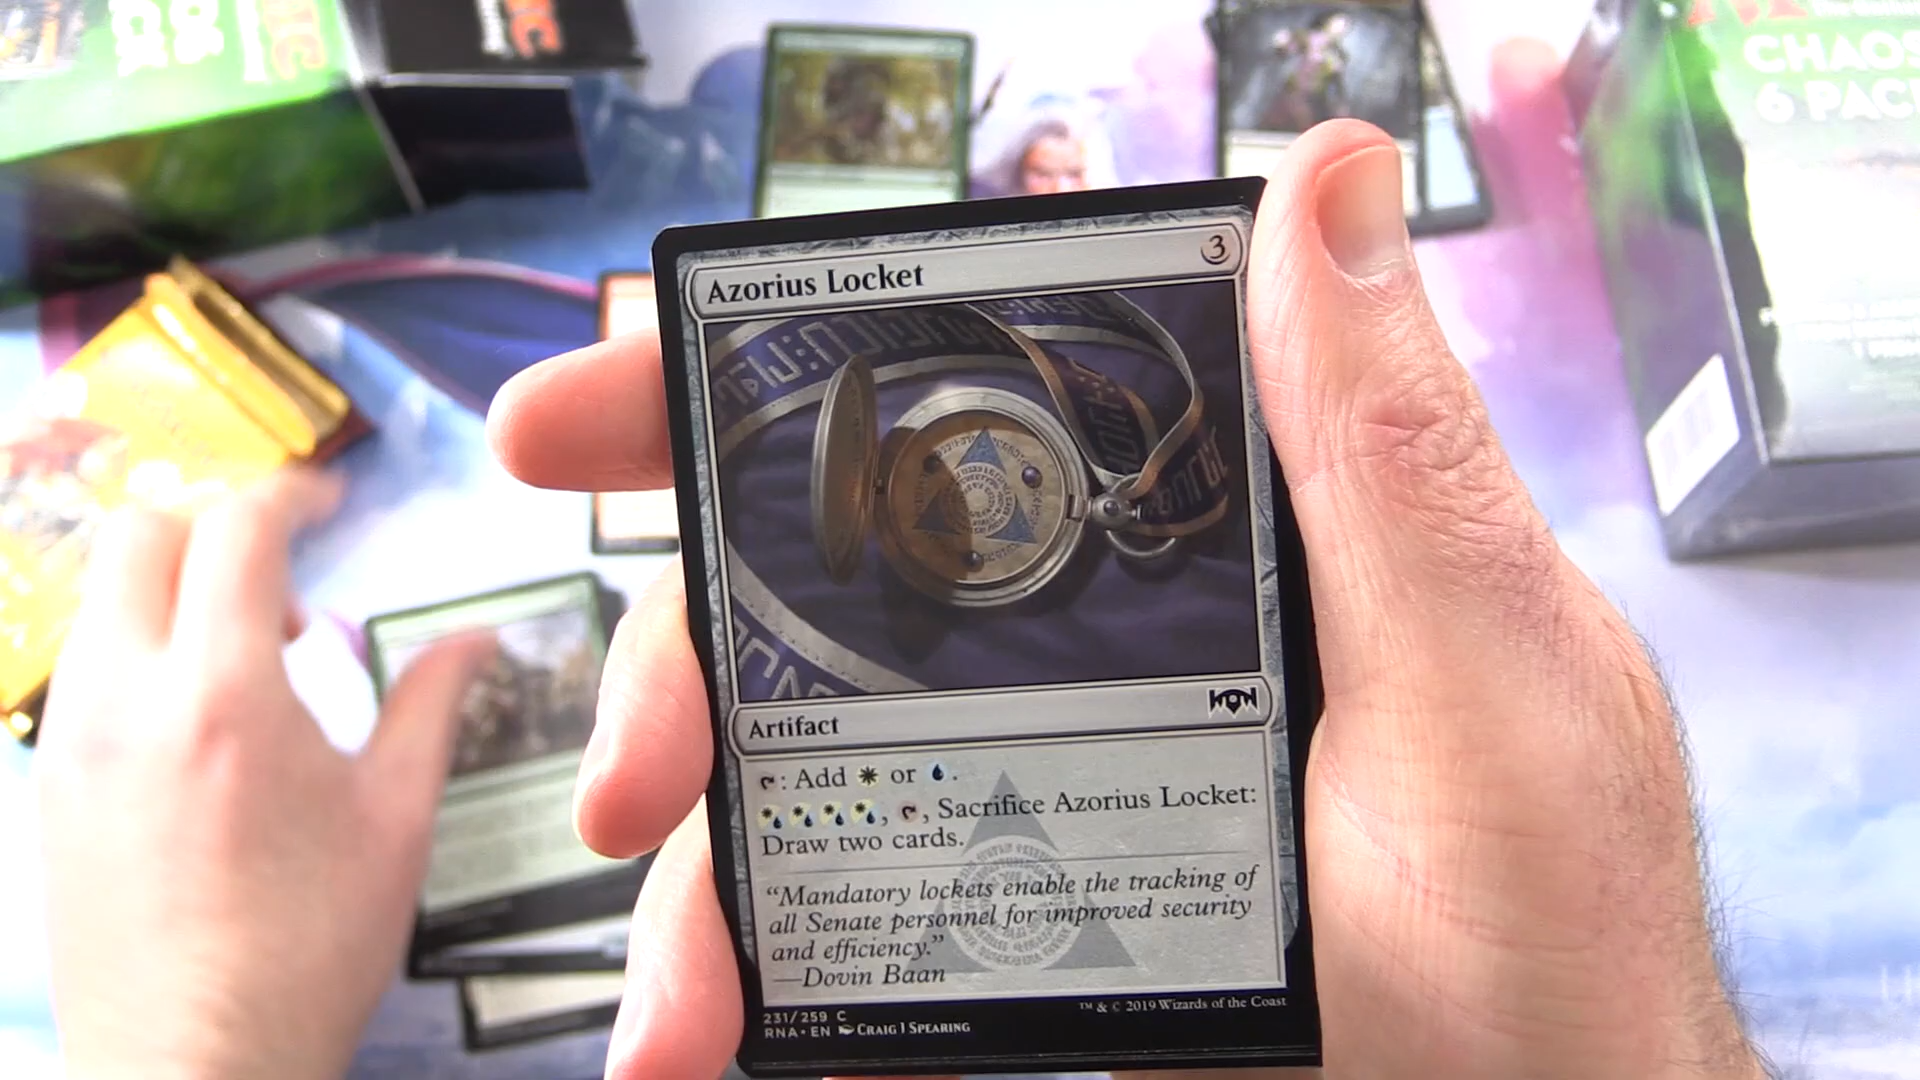 CHAOS
6 PACK
Azorius Locket
3
Artifact
: Add or .
, , Sacrifice Azorius Locket:
Draw two cards.
“Mandatory lockets enable the tracking of
all Senate personnel for improved security
and efficiency.”
—Dovin Baan
231/259 C
RNA • EN Craig J Spearing
™ & © 2019 Wizards of the Coast